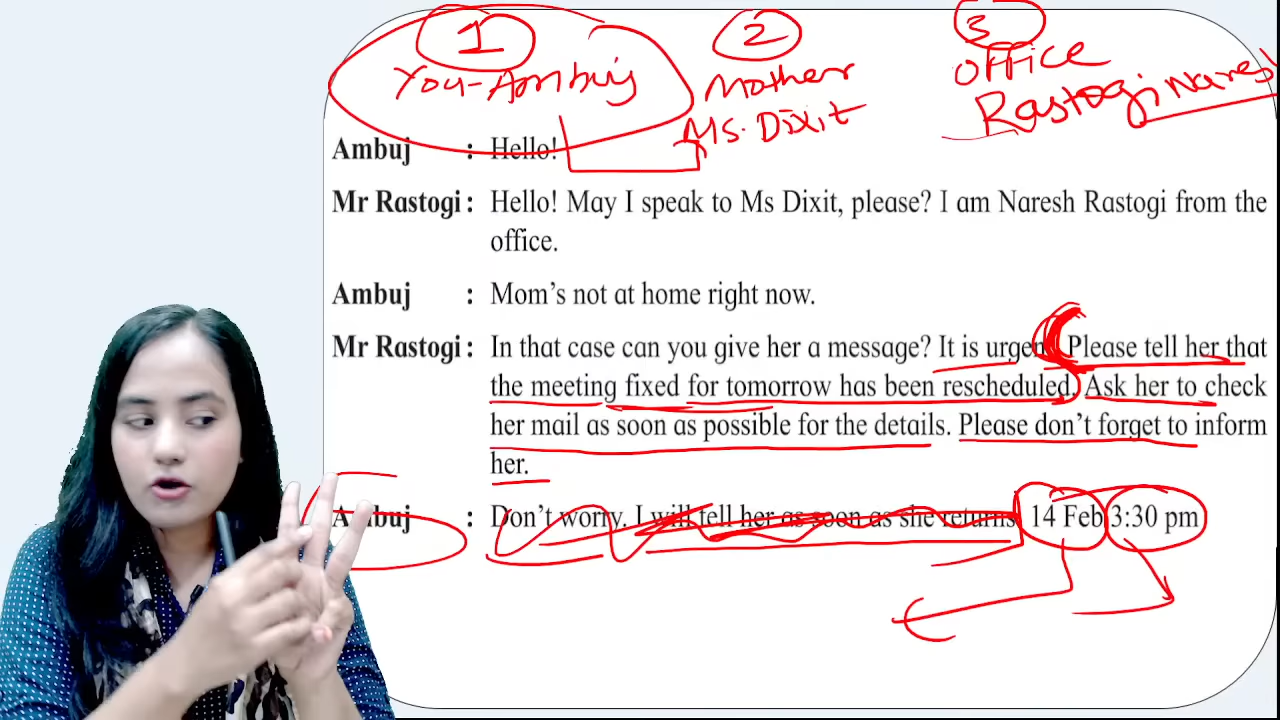 1 2 3
You-Ambuj Mother Office
Ms. Dixit Rastogi Naresh
Ambuj : Hello!
Mr Rastogi : Hello! May I speak to Ms Dixit, please? I am Naresh Rastogi from the
office.
Ambuj : Mom's not at home right now.
Mr Rastogi : In that case can you give her a message? It is urgent. Please tell her that
the meeting fixed for tomorrow has been rescheduled. Ask her to check
her mail as soon as possible for the details. Please don't forget to inform
her.
Ambuj : Don't worry. I will tell her as soon as she returns. 14 Feb 3:30 pm